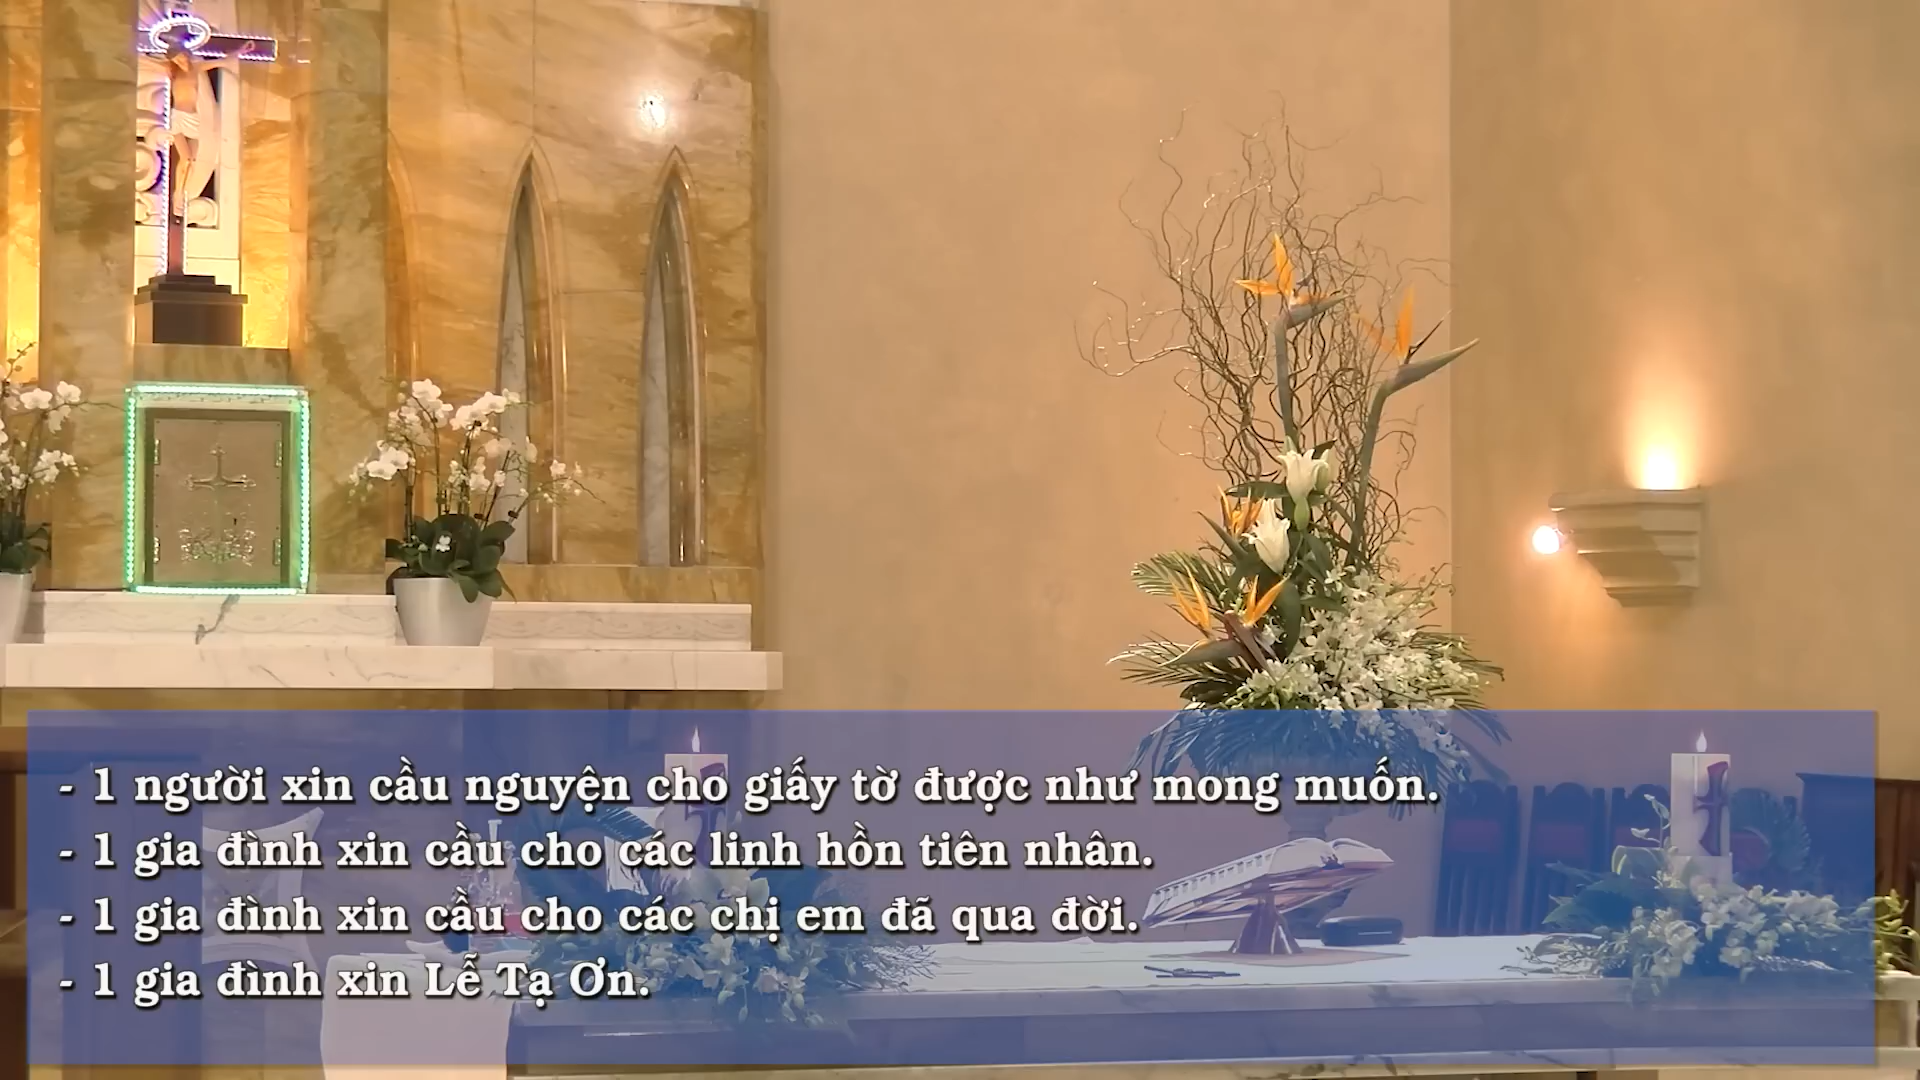 - 1 người xin cầu nguyện cho giấy tờ được như mong muốn.
- 1 gia đình xin cầu cho các linh hồn tiên nhân.
- 1 gia đình xin cầu cho các chị em đã qua đời.
- 1 gia đình xin Lễ Tạ Ơn.